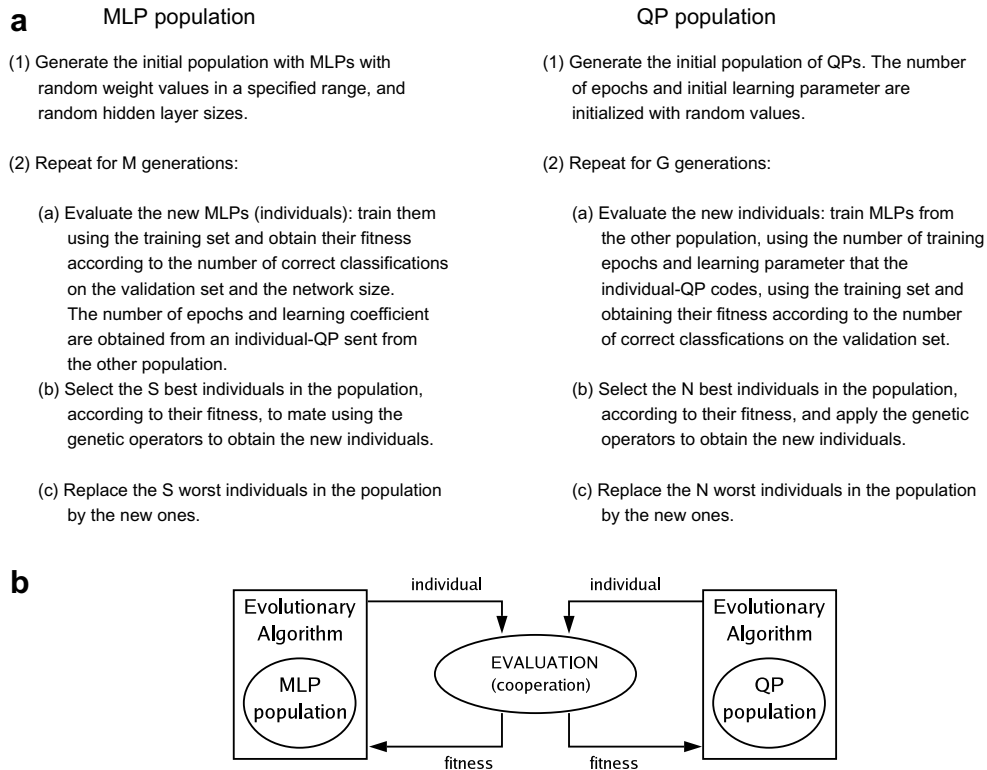 a
MLP population
(1) Generate the initial population with MLPs with
random weight values in a specified range, and
random hidden layer sizes.
(2) Repeat for M generations:
(a) Evaluate the new MLPs (individuals): train them
using the training set and obtain their fitness
according to the number of correct classifications
on the validation set and the network size.
The number of epochs and learning coefficient
are obtained from an individual-QP sent from
the other population.
(b) Select the S best individuals in the population,
according to their fitness, to mate using the
genetic operators to obtain the new individuals.
(c) Replace the S worst individuals in the population
by the new ones.
QP population
(1) Generate the initial population of QPs. The number
of epochs and initial learning parameter are
initialized with random values.
(2) Repeat for G generations:
(a) Evaluate the new individuals: train MLPs from
the other population, using the number of training
epochs and learning parameter that the
individual-QP codes, using the training set and
obtaining their fitness according to the number
of correct classfications on the validation set.
(b) Select the N best individuals in the population,
according to their fitness, and apply the genetic
operators to obtain the new individuals.
(c) Replace the N worst individuals in the population
by the new ones.
b
Evolutionary
Algorithm
MLP
population
individual
individual
EVALUATION
(cooperation)
fitness
fitness
Evolutionary
Algorithm
QP
population